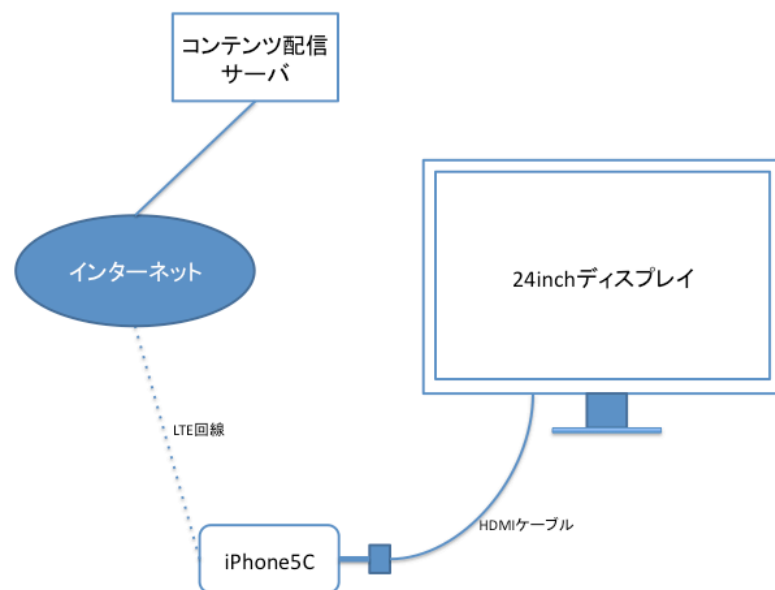 コンテンツ配信
サーバ
インターネット
24inchディスプレイ
LTE回線
HDMIケーブル
iPhone5C